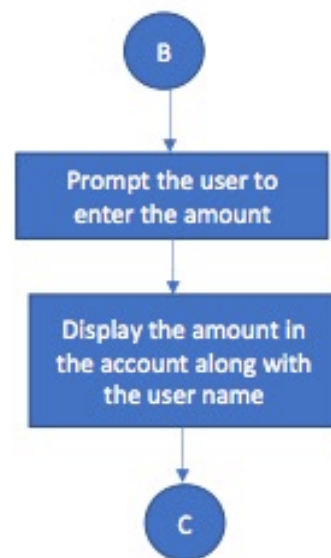 B
Prompt the user to
enter the amount
Display the amount in
the account along with
the user name
C